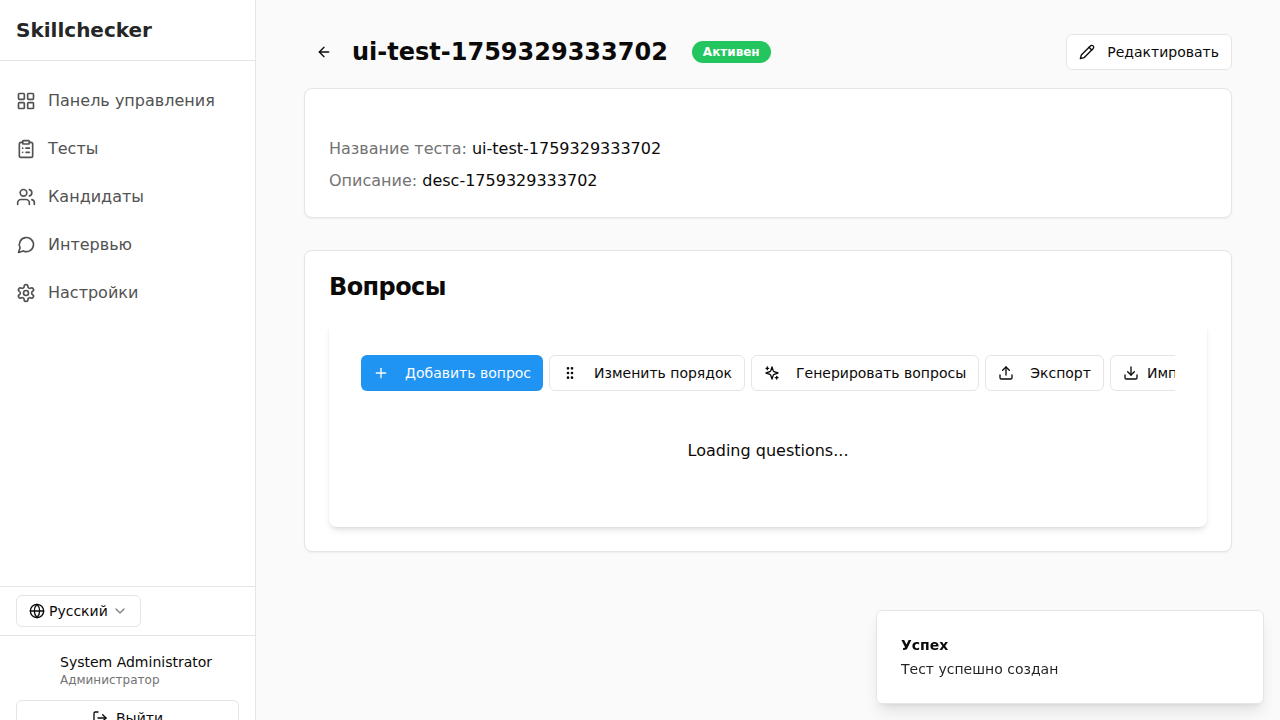 Skillchecker
Панель управления
Тесты
Кандидаты
Интервью
Настройки
Русский
System Administrator
Администратор
Выйти
ui-test-1759329333702
Активен
Редактировать
Название теста: ui-test-1759329333702
Описание: desc-1759329333702
Вопросы
Добавить вопрос
Изменить порядок
Генерировать вопросы
Экспорт
Имп
Loading questions...
Успех
Тест успешно создан